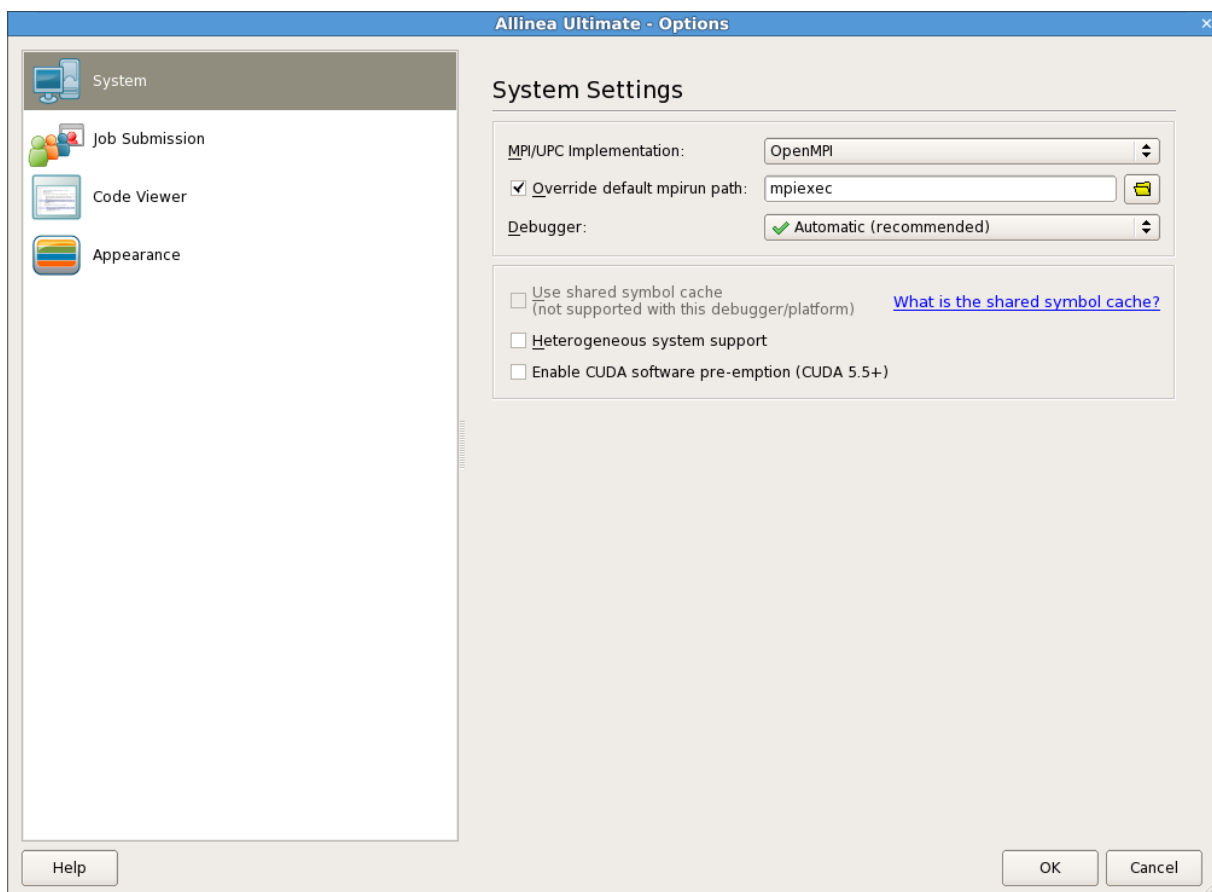 Allinea Ultimate - Options
System
Job Submission
Code Viewer
Appearance
System Settings
MPI/UPC Implementation: OpenMPI
Override default mpirun path: mpiexec
Debugger: Automatic (recommended)
Use shared symbol cache
(not supported with this debugger/platform) What is the shared symbol cache?
Heterogeneous system support
Enable CUDA software pre-emption (CUDA 5.5+)
Help OK Cancel